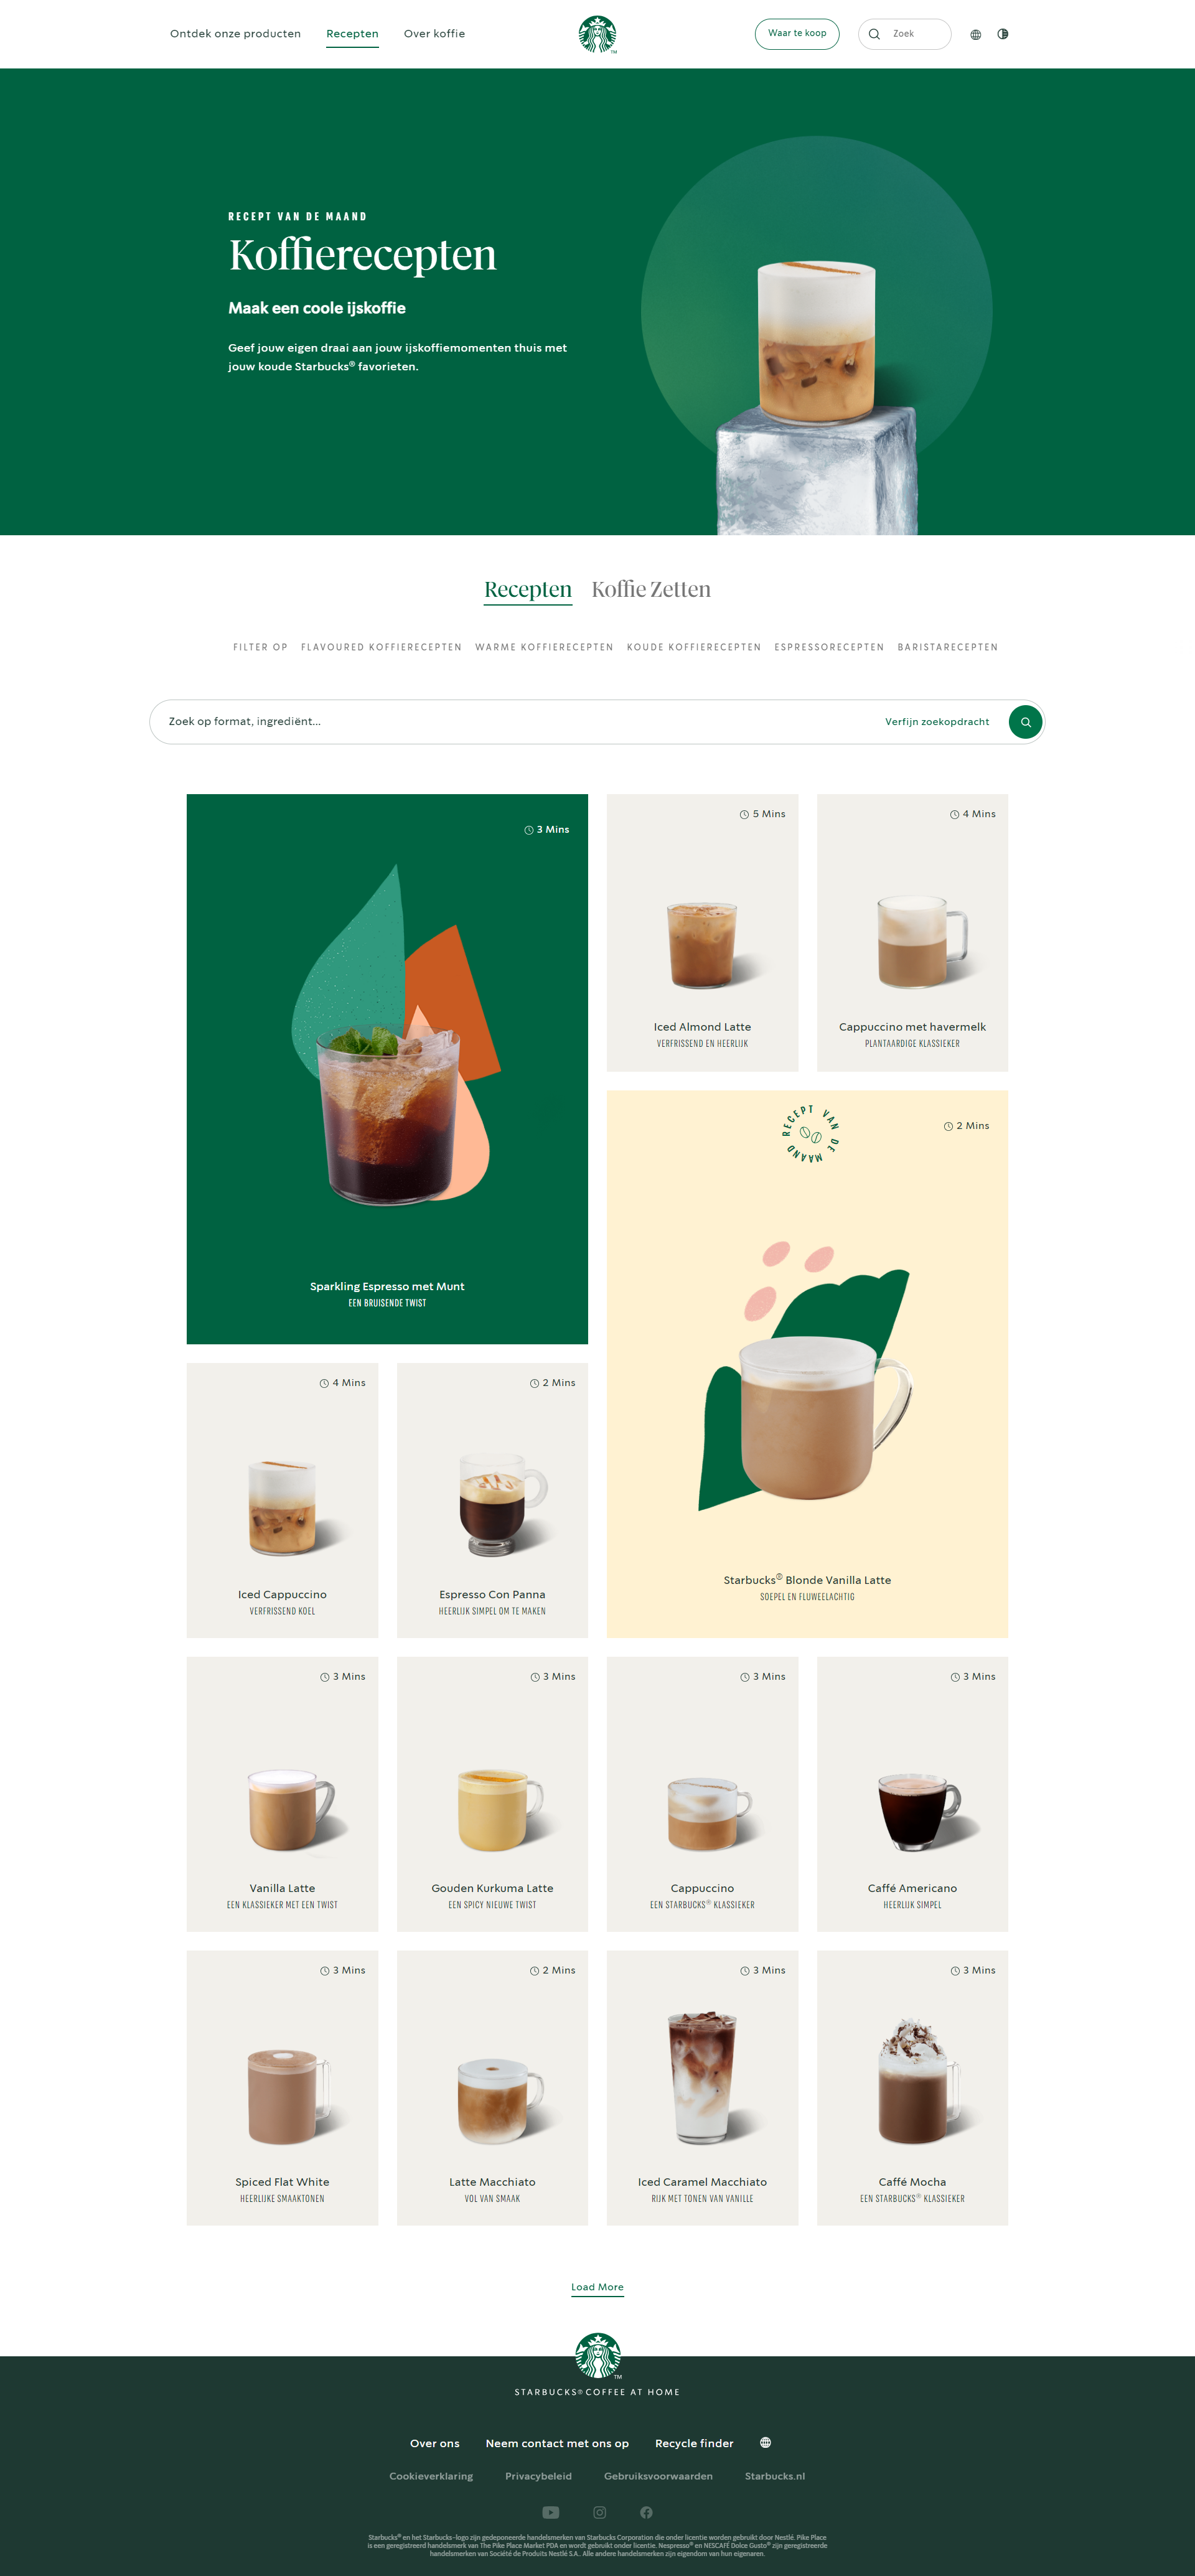 Ontdek onze producten
Recepten
Over koffie
TM
Waar te koop
Zoek
RECEPT VAN DE MAAND
Koffierecepten
Maak een coole ijskoffie
Geef jouw eigen draai aan jouw ijskoffiemomenten thuis met
jouw koude Starbucks® favorieten.
Recepten
Koffie Zetten
FILTER OP
FLAVOURED KOFFIERECEPTEN
WARME KOFFIERECEPTEN
KOUDE KOFFIERECEPTEN
ESPRESSORECEPTEN
BARISTARECEPTEN
Zoek op format, ingrediënt...
Verfijn zoekopdracht
3 Mins
Sparkling Espresso met Munt
EEN BRUISENDE TWIST
5 Mins
Iced Almond Latte
VERFRISSEND EN HEERLIJK
4 Mins
Cappuccino met havermelk
PLANTAARDIGE KLASSIEKER
RECEPT VAN DE MAAND
2 Mins
Starbucks® Blonde Vanilla Latte
SOEPEL EN FLUWEELACHTIG
4 Mins
Iced Cappuccino
VERFRISSEND KOEL
2 Mins
Espresso Con Panna
HEERLIJK SIMPEL OM TE MAKEN
3 Mins
Vanilla Latte
EEN KLASSIEKER MET EEN TWIST
3 Mins
Gouden Kurkuma Latte
EEN SPICY NIEUWE TWIST
3 Mins
Cappuccino
EEN STARBUCKS® KLASSIEKER
3 Mins
Caffé Americano
HEERLIJK SIMPEL
3 Mins
Spiced Flat White
HEERLIJKE SMAAKTONEN
2 Mins
Latte Macchiato
VOL VAN SMAAK
3 Mins
Iced Caramel Macchiato
RIJK MET TONEN VAN VANILLE
3 Mins
Caffé Mocha
EEN STARBUCKS® KLASSIEKER
Load More
TM
STARBUCKS® COFFEE AT HOME
Over ons
Neem contact met ons op
Recycle finder
Cookieverklaring
Privacybeleid
Gebruiksvoorwaarden
Starbucks.nl
Starbucks® en het Starbucks-logo zijn gedeponeerde handelsmerken van Starbucks Corporation die onder licentie worden gebruikt door Nestlé. Pike Place
is een geregistreerd handelsmerk van The Pike Place Market PDA en wordt gebruikt onder licentie. Nespresso® en NESCAFÉ Dolce Gusto® zijn geregistreerde
handelsmerken van Société de Produits Nestlé S.A.. Alle andere handelsmerken zijn eigendom van hun eigenaren.